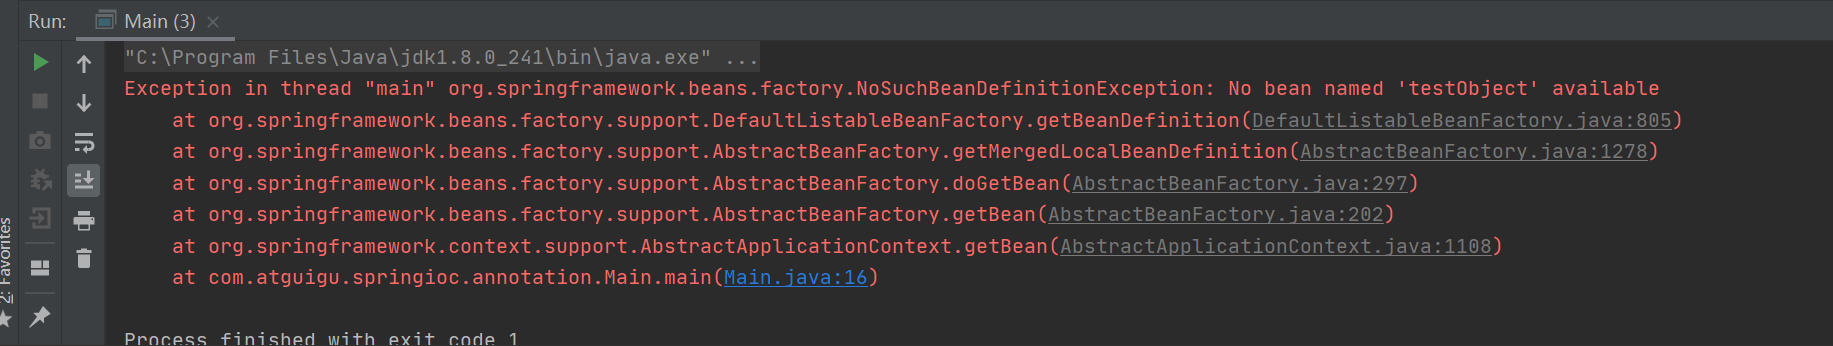 Run: Main (3) ×
"C:\Program Files\Java\jdk1.8.0_241\bin\java.exe" ...
Exception in thread "main" org.springframework.beans.factory.NoSuchBeanDefinitionException: No bean named 'testObject' available
at org.springframework.beans.factory.support.DefaultListableBeanFactory.getBeanDefinition(DefaultListableBeanFactory.java:805)
at org.springframework.beans.factory.support.AbstractBeanFactory.getMergedLocalBeanDefinition(AbstractBeanFactory.java:1278)
at org.springframework.beans.factory.support.AbstractBeanFactory.doGetBean(AbstractBeanFactory.java:297)
at org.springframework.beans.factory.support.AbstractBeanFactory.getBean(AbstractBeanFactory.java:202)
at org.springframework.context.support.AbstractApplicationContext.getBean(AbstractApplicationContext.java:1108)
at com.atguigu.springioc.annotation.Main.main(Main.java:16)
Process finished with exit code 1
2: Favorites